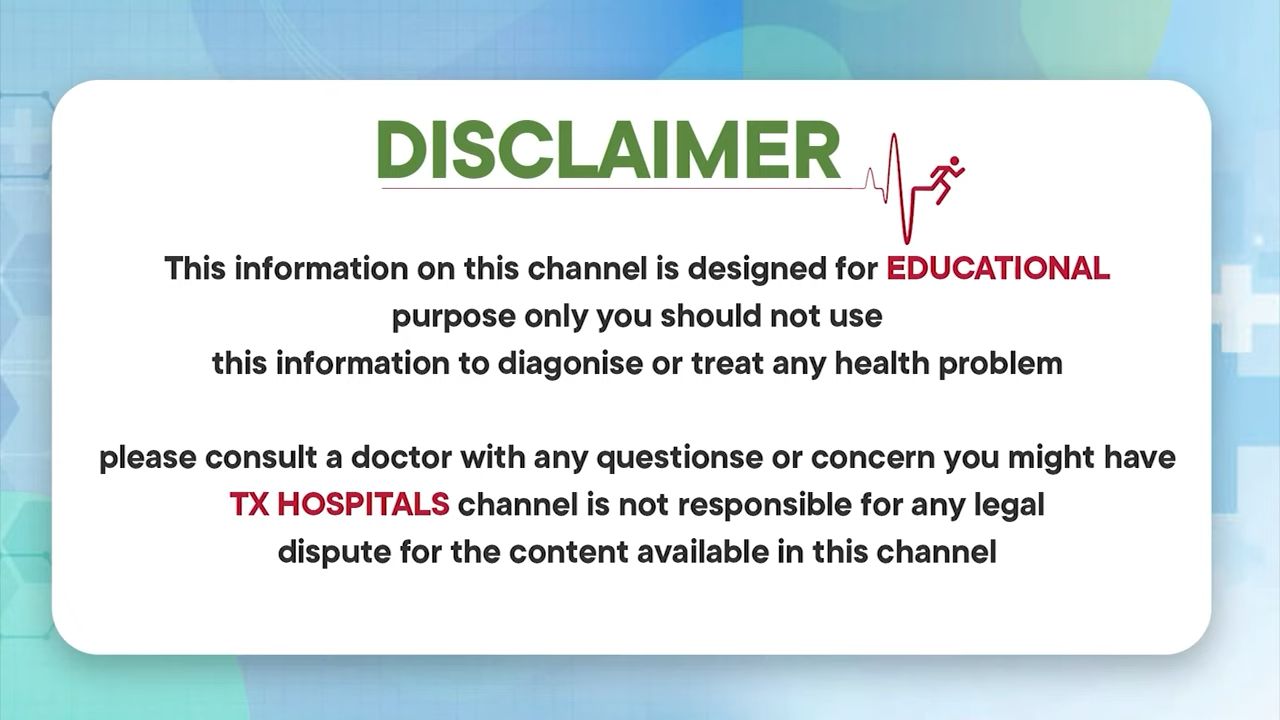 DISCLAIMER
This information on this channel is designed for EDUCATIONAL
purpose only you should not use
this information to diagonise or treat any health problem
please consult a doctor with any questionse or concern you might have
TX HOSPITALS channel is not responsible for any legal
dispute for the content available in this channel